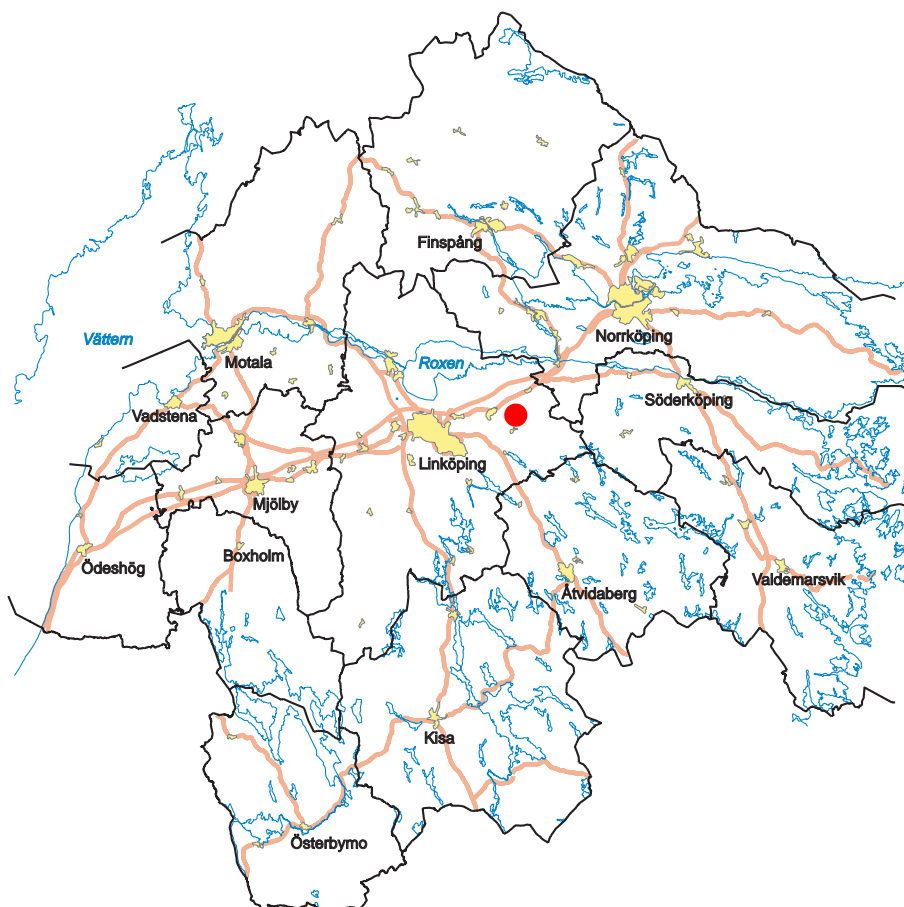 Finspång
Norrköping
Vättern
Motala
Roxen
Söderköping
Vadstena
Linköping
Mjölby
Boxholm
Ödeshög
Valdemarsvik
Åtvidaberg
Kisa
Österbymo